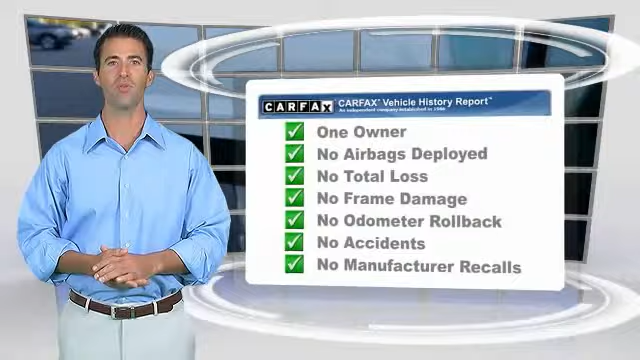 CARFAX CARFAX Vehicle History Report™
An independent company established in 1986
One Owner
No Airbags Deployed
No Total Loss
No Frame Damage
No Odometer Rollback
No Accidents
No Manufacturer Recalls